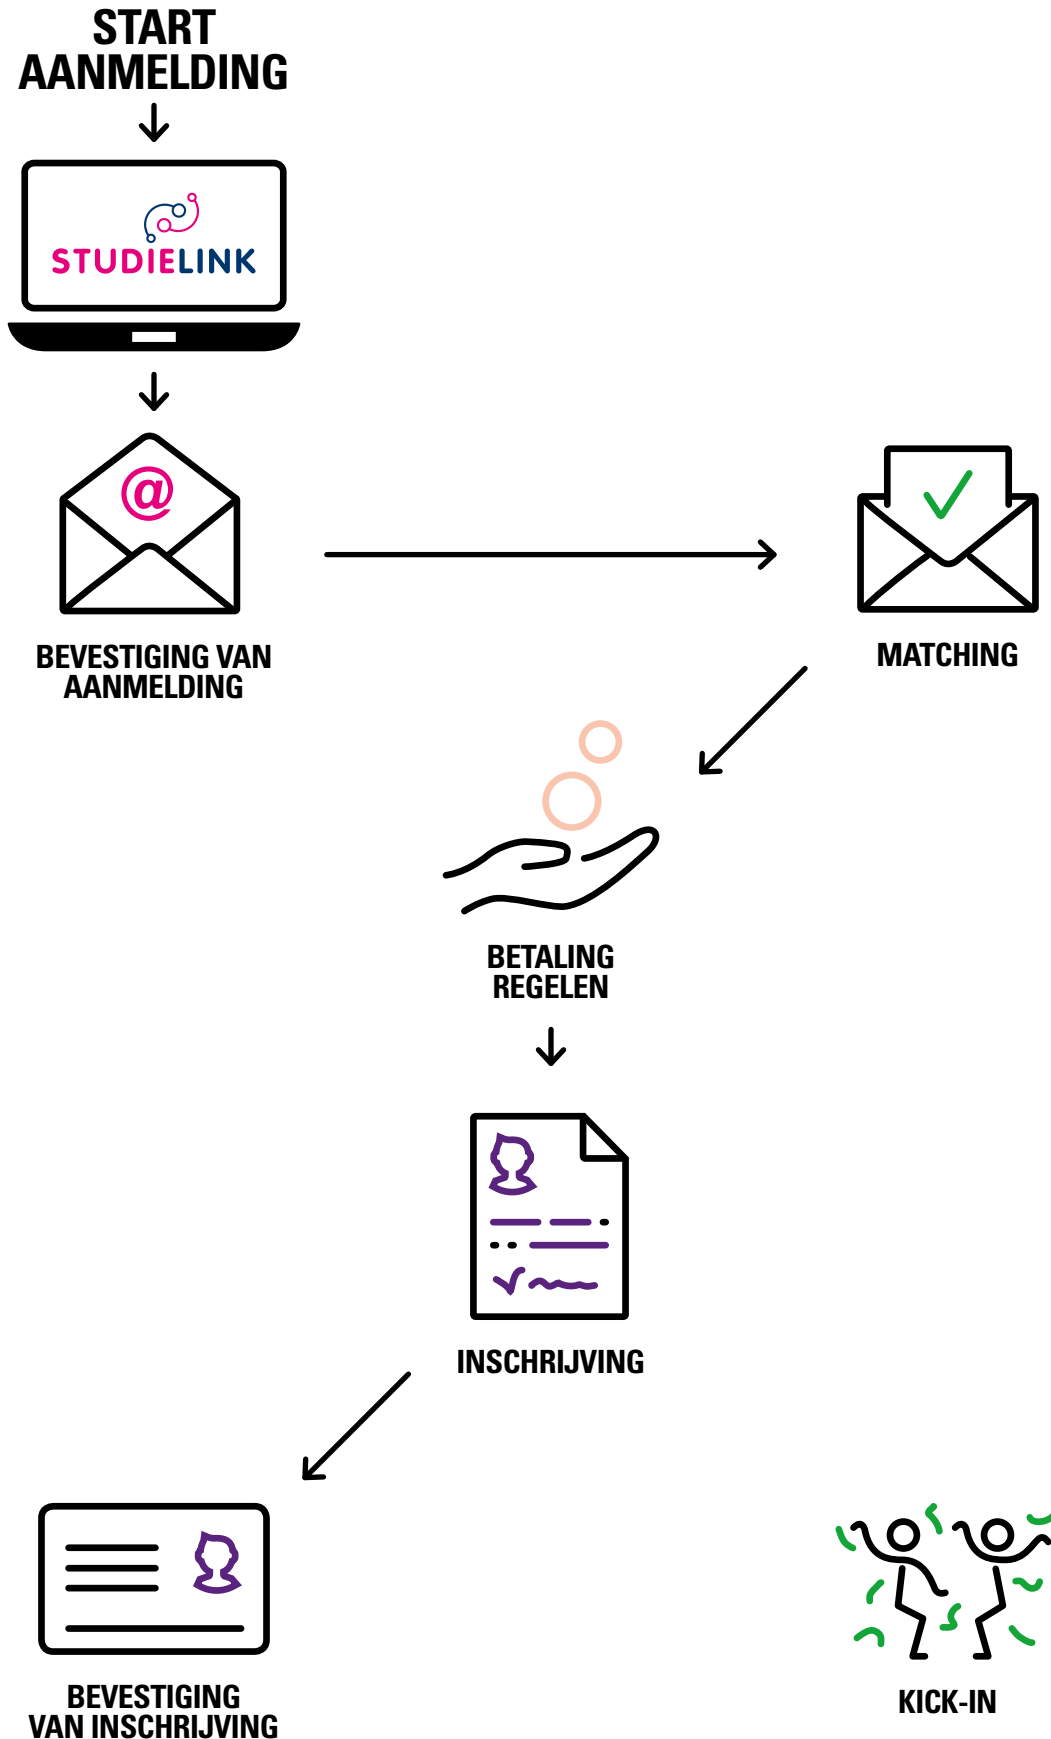 START
AANMELDING
STUDIELINK
@
BEVESTIGING VAN
AANMELDING
MATCHING
BETALING
REGELEN
INSCHRIJVING
BEVESTIGING
VAN INSCHRIJVING
KICK-IN